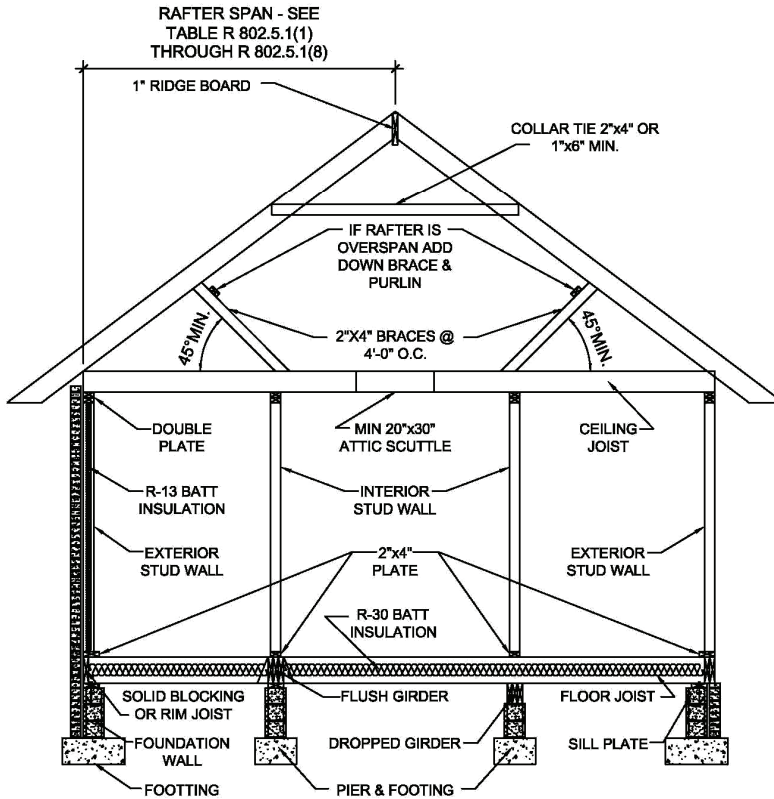 RAFTER SPAN - SEE
TABLE R 802.5.1(1)
THROUGH R 802.5.1(8)
1" RIDGE BOARD
COLLAR TIE 2"x4" OR
1"x6" MIN.
IF RAFTER IS
OVERSPAN ADD
DOWN BRACE &
PURLIN
45°MIN.
2"X4" BRACES @
4'-0" O.C.
45°MIN.
DOUBLE
PLATE
MIN 20"x30"
ATTIC SCUTTLE
CEILING
JOIST
R-13 BATT
INSULATION
INTERIOR
STUD WALL
EXTERIOR
STUD WALL
2"x4"
PLATE
EXTERIOR
STUD WALL
R-30 BATT
INSULATION
SOLID BLOCKING
OR RIM JOIST
FLUSH GIRDER
FLOOR JOIST
FOUNDATION
WALL
DROPPED GIRDER
SILL PLATE
FOOTTING
PIER & FOOTING